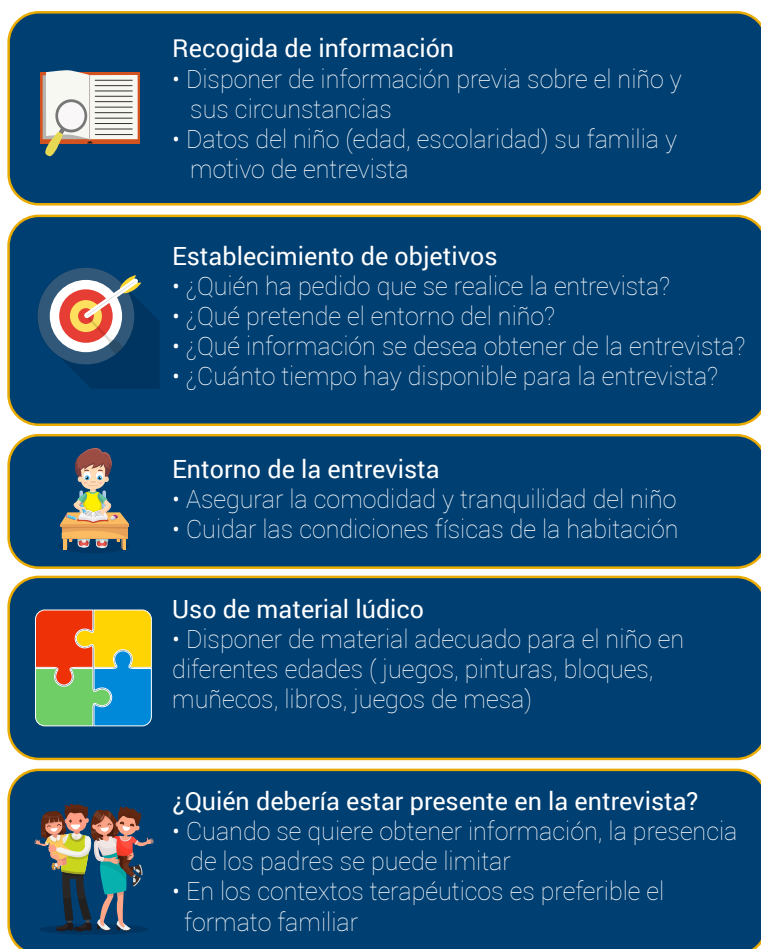 Recogida de información
• Disponer de información previa sobre el niño y
sus circunstancias
• Datos del niño (edad, escolaridad) su familia y
motivo de entrevista
Establecimiento de objetivos
• ¿Quién ha pedido que se realice la entrevista?
• ¿Qué pretende el entorno del niño?
• ¿Qué información se desea obtener de la entrevista?
• ¿Cuánto tiempo hay disponible para la entrevista?
Entorno de la entrevista
• Asegurar la comodidad y tranquilidad del niño
• Cuidar las condiciones físicas de la habitación
Uso de material lúdico
• Disponer de material adecuado para el niño en
diferentes edades ( juegos, pinturas, bloques,
muñecos, libros, juegos de mesa)
¿Quién debería estar presente en la entrevista?
• Cuando se quiere obtener información, la presencia
de los padres se puede limitar
• En los contextos terapéuticos es preferible el
formato familiar